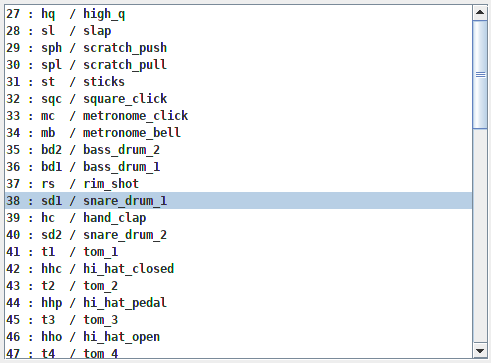 27 : hq  / high_q
28 : sl  / slap
29 : sph / scratch_push
30 : spl / scratch_pull
31 : st  / sticks
32 : sqc / square_click
33 : mc  / metronome_click
34 : mb  / metronome_bell
35 : bd2 / bass_drum_2
36 : bd1 / bass_drum_1
37 : rs  / rim_shot
38 : sd1 / snare_drum_1
39 : hc  / hand_clap
40 : sd2 / snare_drum_2
41 : t1  / tom_1
42 : hhc / hi_hat_closed
43 : t2  / tom_2
44 : hhp / hi_hat_pedal
45 : t3  / tom_3
46 : hho / hi_hat_open
47 : t4  / tom_4